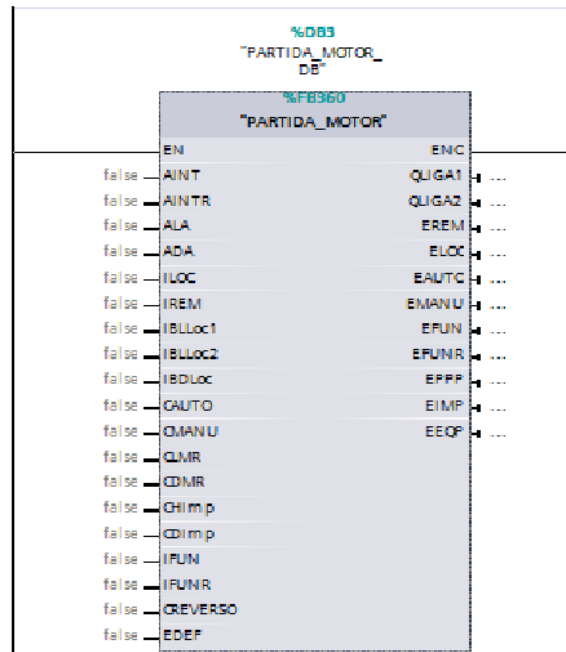 %DB3
"PARTIDA_MOTOR_
DB"
%FB360
"PARTIDA_MOTOR"
EN ENO
false AINT QLIGA1 ...
false AINTR QLIGA2 ...
false ALA EREM ...
false ADA ELOC ...
false ILOC EAUTO ...
false IREM EMANU ...
false IBLLoc1 EFUN ...
false IBLLoc2 EFUNR ...
false IBDLoc EPPP ...
false CAUTO EIMP ...
false CMANU EEQP ...
false CLMR
false CDMR
false CHImp
false CDImp
false IFUN
false IFUNR
false CREVERSO
false EDEF